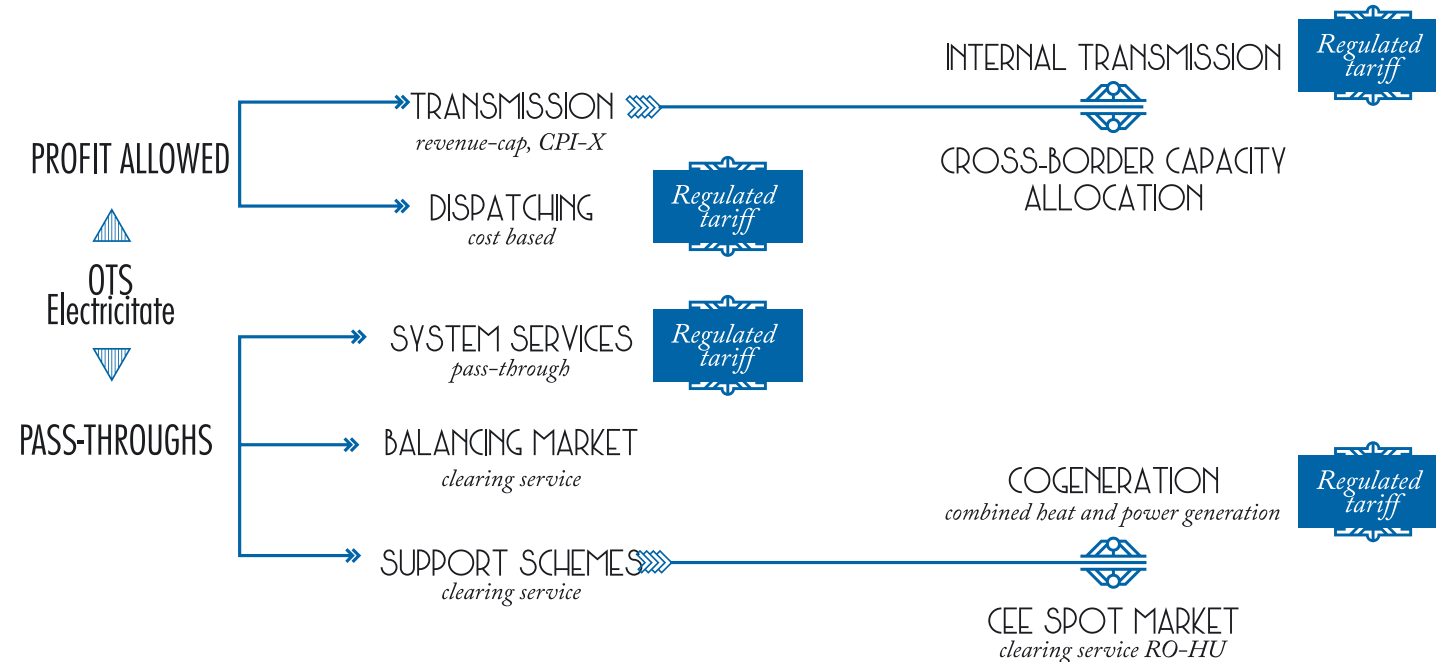 INTERNAL TRANSMISSION
Regulated
tariff
TRANSMISSION
revenue-cap, CPI-X
PROFIT ALLOWED
CROSS-BORDER CAPACITY
ALLOCATION
DISPATCHING
cost based
Regulated
tariff
OTS
Electricitate
SYSTEM SERVICES
pass-through
Regulated
tariff
PASS-THROUGHS
BALANCING MARKET
clearing service
COGENERATION
combined heat and power generation
Regulated
tariff
SUPPORT SCHEMES
clearing service
CEE SPOT MARKET
clearing service RO-HU